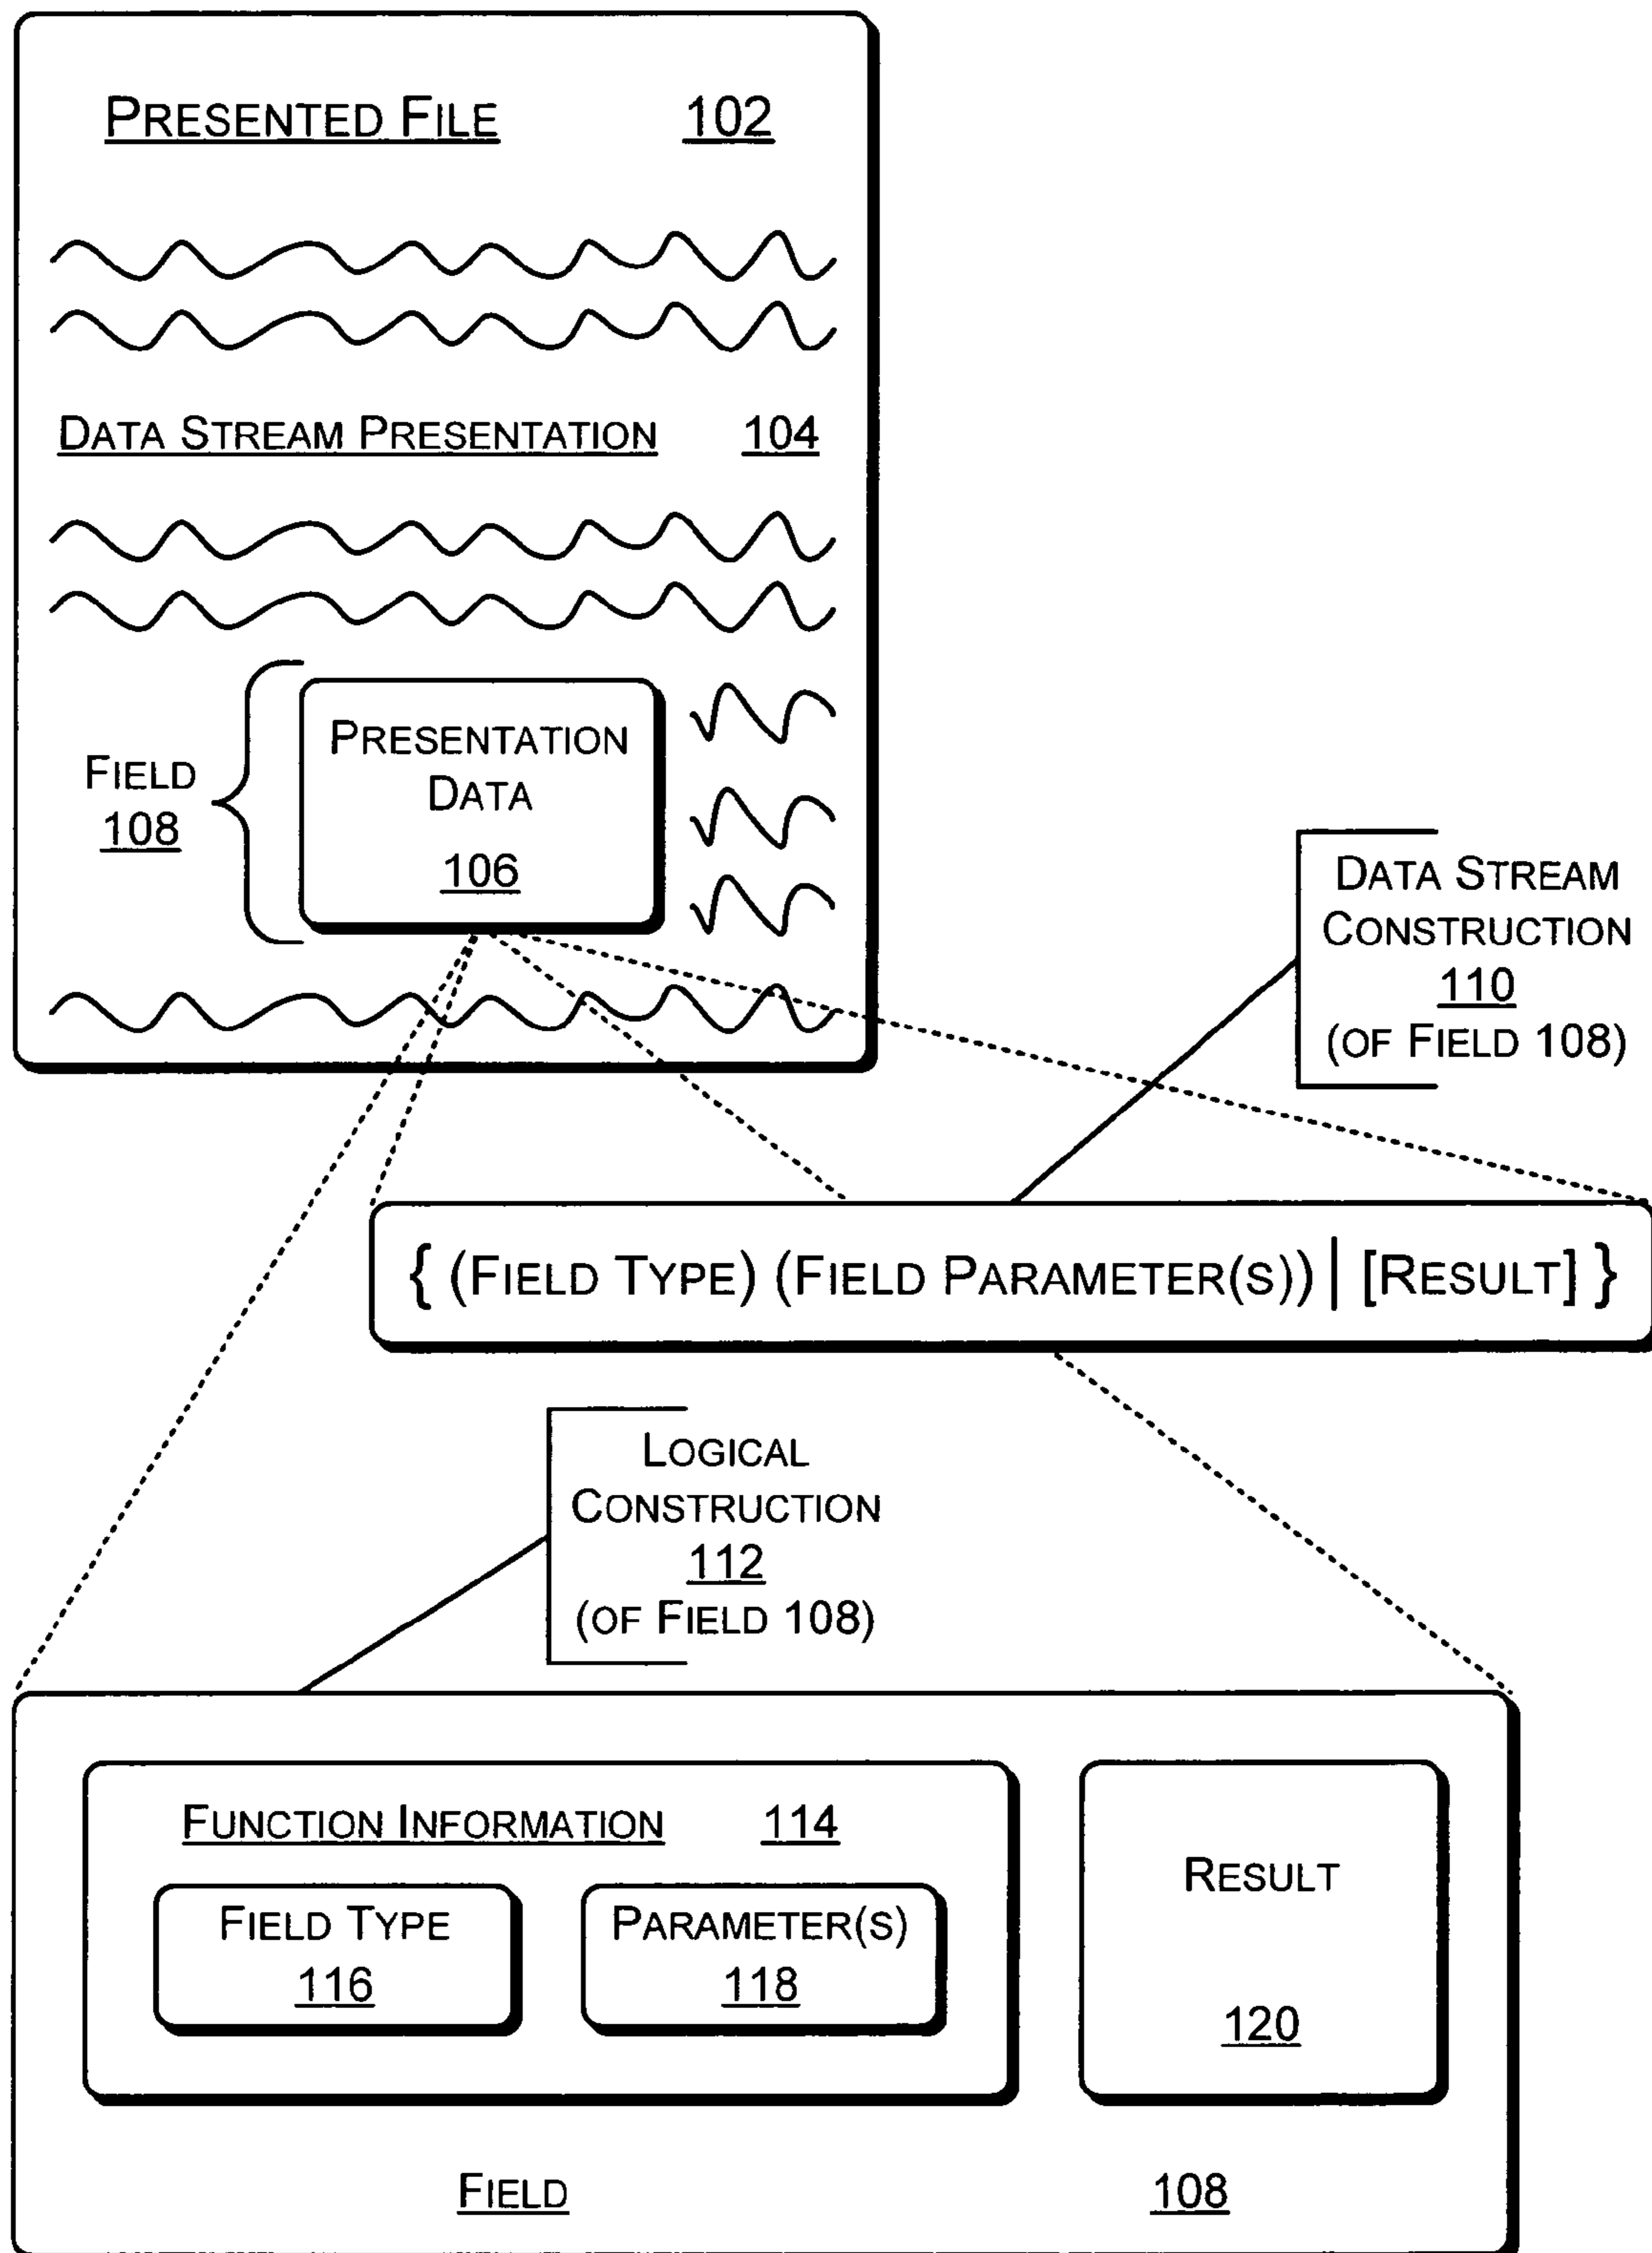 PRESENTED FILE 102
DATA STREAM PRESENTATION 104
PRESENTATION
DATA
106
FIELD
108
DATA STREAM
CONSTRUCTION
110
(OF FIELD 108)
{ (FIELD TYPE) (FIELD PARAMETER(S)) | [RESULT] }
LOGICAL
CONSTRUCTION
112
(OF FIELD 108)
FUNCTION INFORMATION 114
FIELD TYPE
116
PARAMETER(S)
118
RESULT
120
FIELD 108